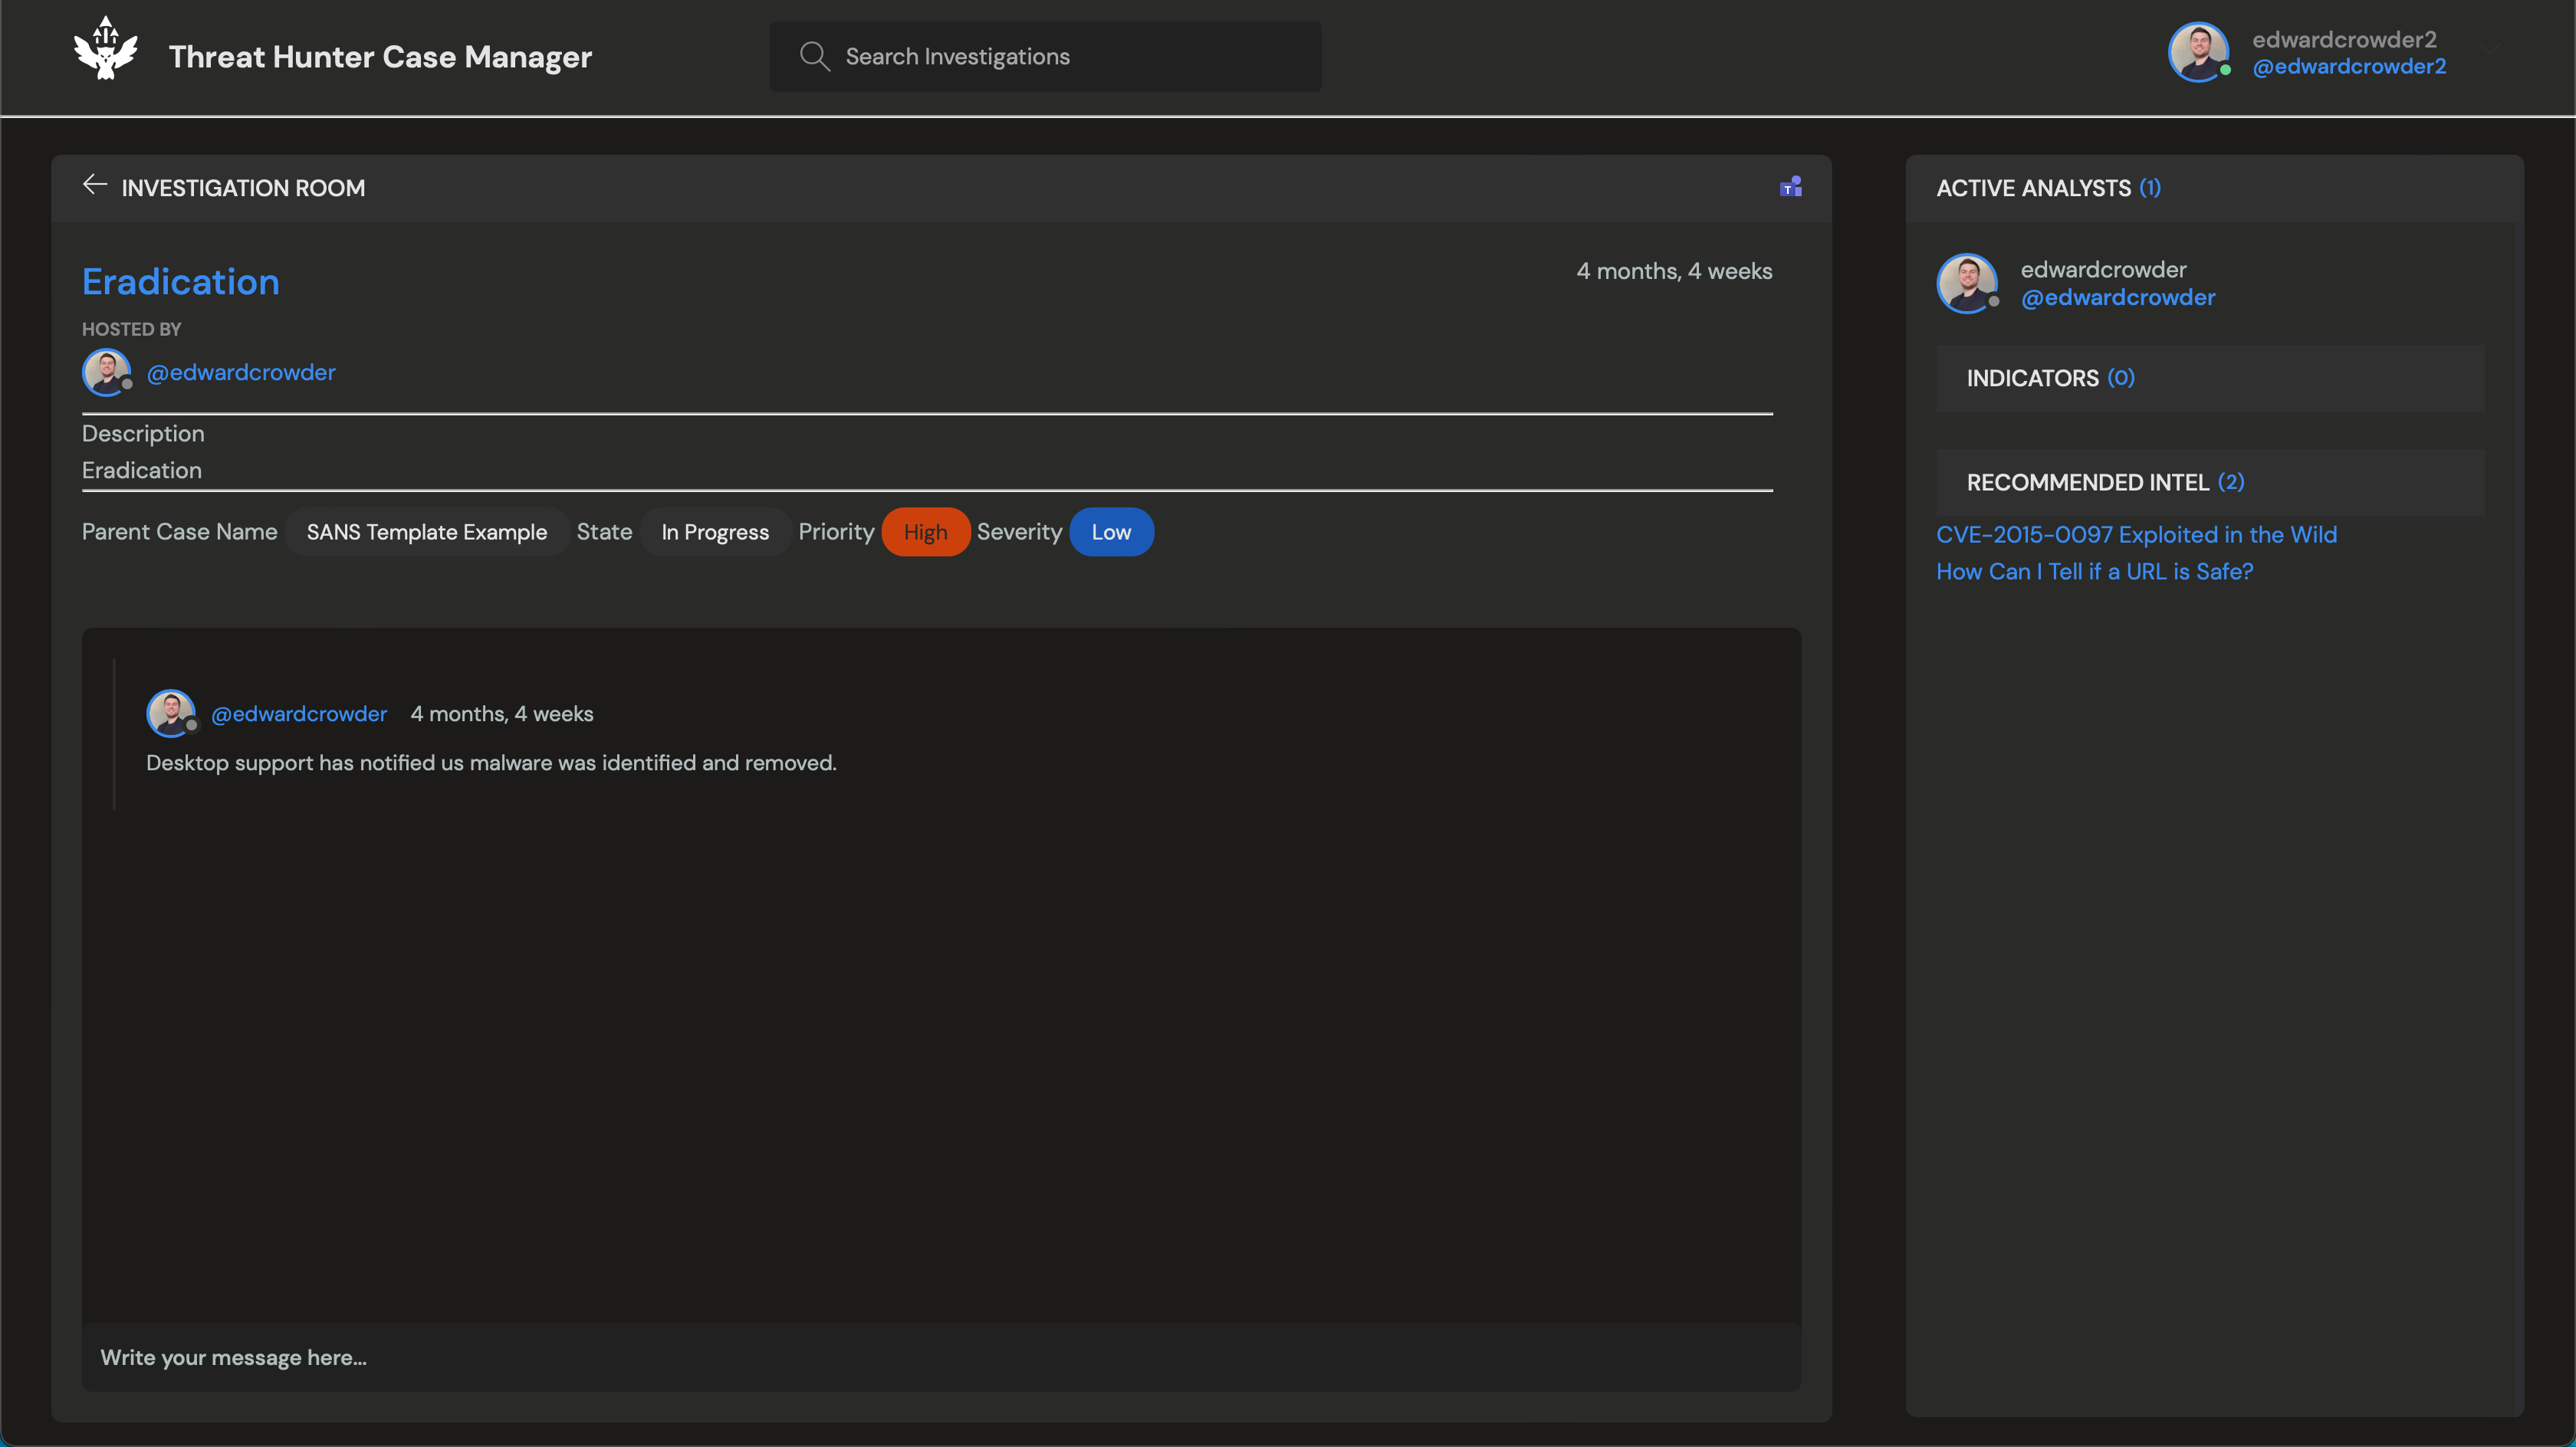 Threat Hunter Case Manager
Search Investigations
edwardcrowder2
@edwardcrowder2
INVESTIGATION ROOM
T
Eradication
4 months, 4 weeks
HOSTED BY
@edwardcrowder
Description
Eradication
Parent Case Name SANS Template Example State In Progress Priority High Severity Low
@edwardcrowder 4 months, 4 weeks
Desktop support has notified us malware was identified and removed.
Write your message here...
ACTIVE ANALYSTS (1)
edwardcrowder
@edwardcrowder
INDICATORS (0)
RECOMMENDED INTEL (2)
CVE-2015-0097 Exploited in the Wild
How Can I Tell if a URL is Safe?